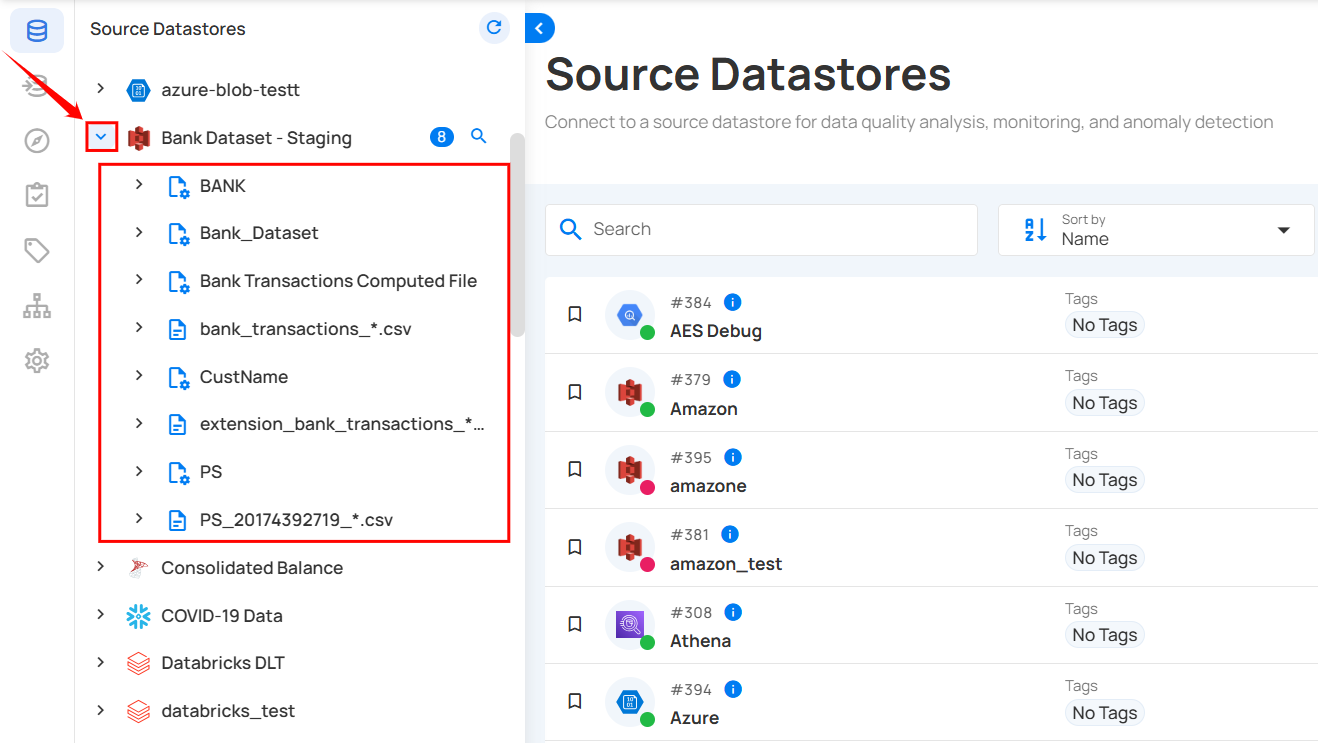 Source Datastores
azure-blob-testt
Bank Dataset - Staging 8
BANK
Bank_Dataset
Bank Transactions Computed File
bank_transactions_*.csv
CustName
extension_bank_transactions_*...
PS
PS_20174392719_*.csv
Consolidated Balance
COVID-19 Data
Databricks DLT
databricks_test
Source Datastores
Connect to a source datastore for data quality analysis, monitoring, and anomaly detection
Search
Sort by
Name
#384
AES Debug
Tags
No Tags
#379
Amazon
Tags
No Tags
#395
amazone
Tags
No Tags
#381
amazon_test
Tags
No Tags
#308
Athena
Tags
No Tags
#394
Azure
Tags
No Tags